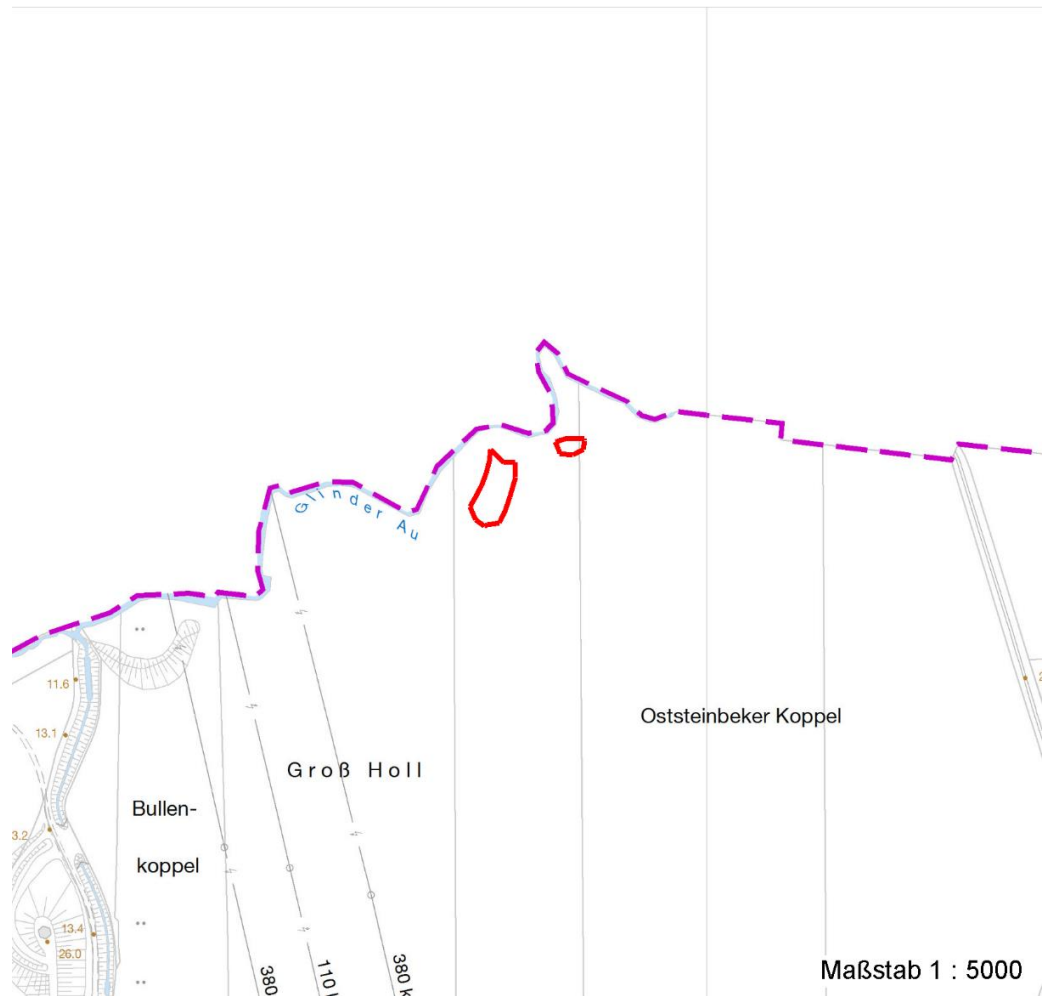 Glinder Au
11.6
Oststeinbeker Koppel
13.1
Groß Holl
Bullen-
3.2
koppel
13.4
26.0
380
110
380 k
Maßstab 1 : 5000